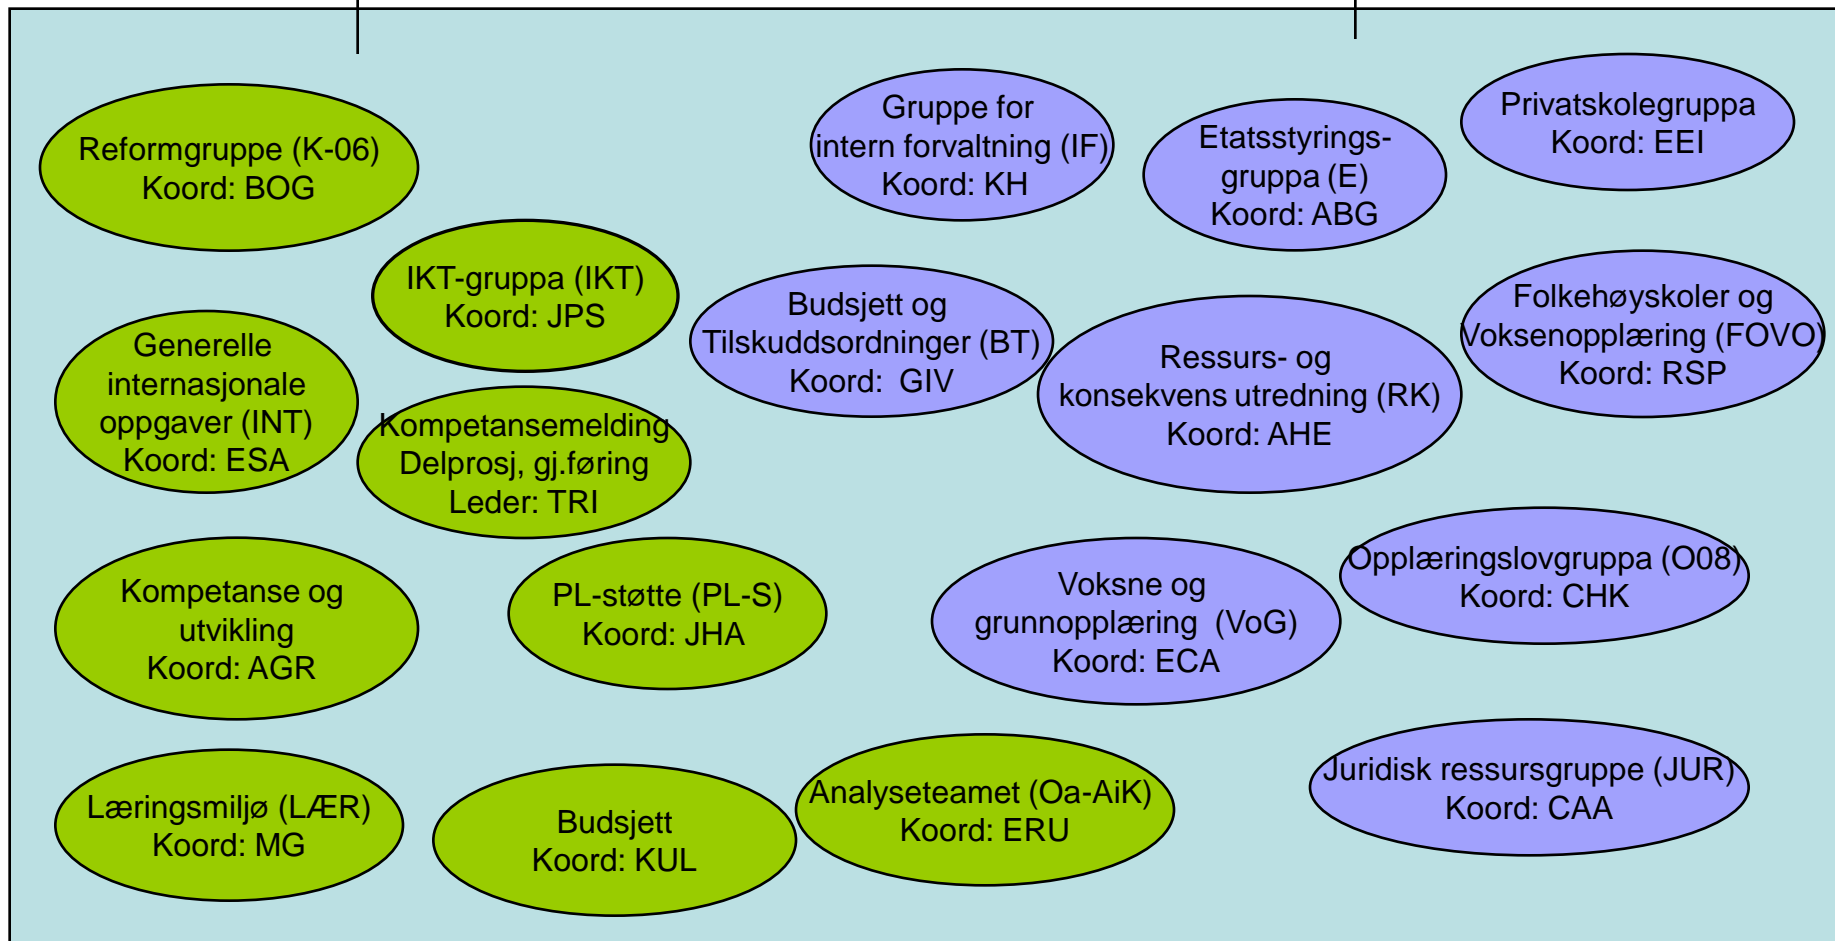 Reformgruppe (K-06)
Koord: BOG
Gruppe for
intern forvaltning (IF)
Koord: KH
Etatsstyrings-
gruppa (E)
Koord: ABG
Privatskolegruppa
Koord: EEI
IKT-gruppa (IKT)
Koord: JPS
Budsjett og
Tilskuddsordninger (BT)
Koord:  GIV
Ressurs- og
konsekvens utredning (RK)
Koord: AHE
Folkehøyskoler og
Voksenopplæring (FOVO)
Koord: RSP
Generelle
internasjonale
oppgaver (INT)
Koord: ESA
Kompetansemelding
Delprosj, gj.føring
Leder: TRI
Kompetanse og
utvikling
Koord: AGR
PL-støtte (PL-S)
Koord: JHA
Voksne og
grunnopplæring  (VoG)
Koord: ECA
Opplæringslovgruppa (O08)
Koord: CHK
Læringsmiljø (LÆR)
Koord: MG
Budsjett
Koord: KUL
Analyseteamet (Oa-AiK)
Koord: ERU
Juridisk ressursgruppe (JUR)
Koord: CAA